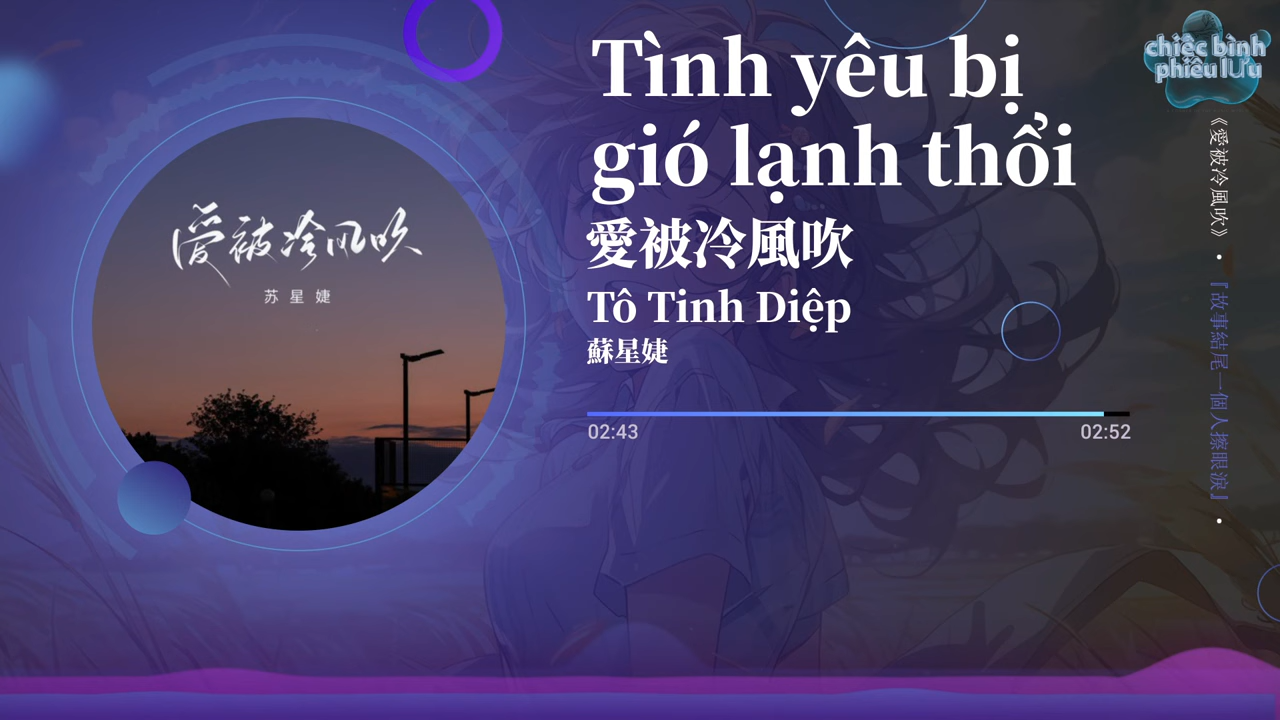 Tình yêu bị
gió lạnh thổi
愛被冷風吹
Tô Tinh Diệp
蘇星婕
02:43
02:52
爱被冷风吹
苏星婕
chiếc bình
phiêu lưu
《愛被冷風吹》 • 『故事結尾一個人擦眼淚』 •